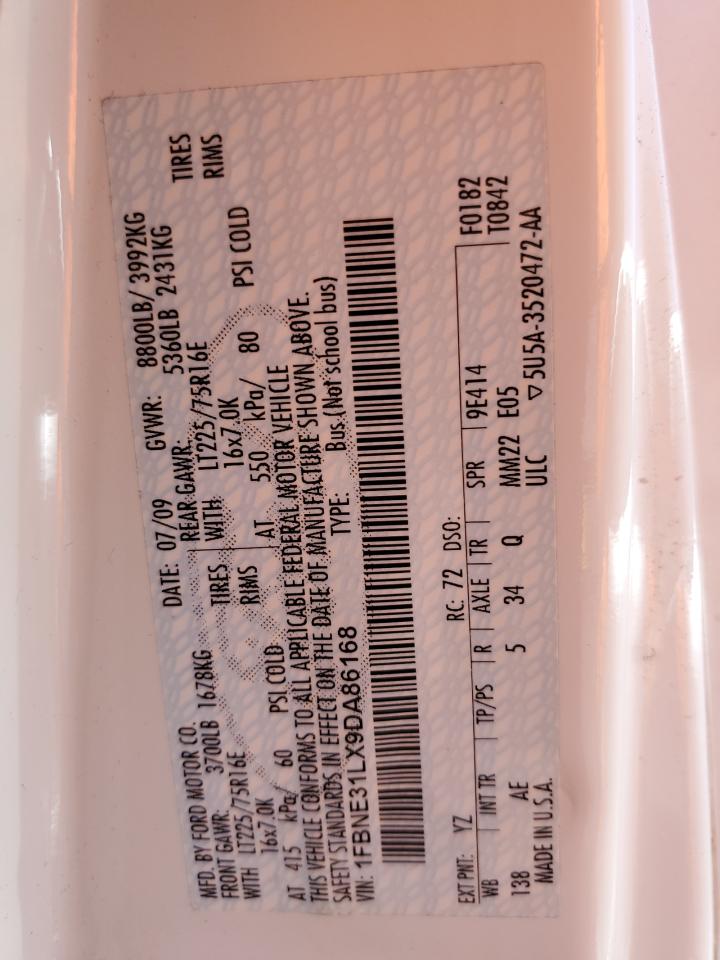 MFD. BY FORD MOTOR CO.
DATE: 07/09 GVWR: 8800LB/ 3992KG
FRONT GAWR: 3700LB 1678KG REAR GAWR: 5360LB 2431KG
WITH LT225/75R16E TIRES WITH LT225/75R16E TIRES
16x7.0K RIMS 16x7.0K RIMS
AT 415 kPa/ 60 PSI COLD AT 550 kPa/ 80 PSI COLD
THIS VEHICLE CONFORMS TO ALL APPLICABLE FEDERAL MOTOR VEHICLE
SAFETY STANDARDS IN EFFECT ON THE DATE OF MANUFACTURE SHOWN ABOVE.
VIN: 1FBNE31LX9DA86168 TYPE: Bus (Not school bus)
EXT PNT: YZ RC: 72 DSO: F0182
WB INT TR TP/PS R AXLE TR SPR 9E414 T0842
138 AE 5 34 Q MM22 E05
MADE IN U.S.A. ULC ▽5U5A-3520472-AA